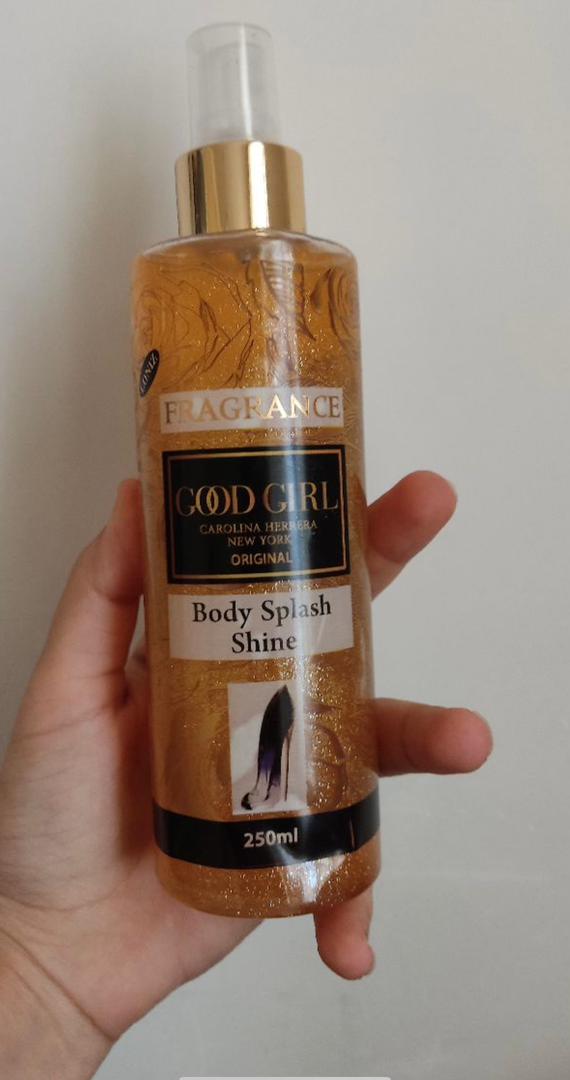 FRAGRANCE
GOOD GIRL
CAROLINA HERRERA
NEW YORK
ORIGINAL
Body Splash
Shine
250ml